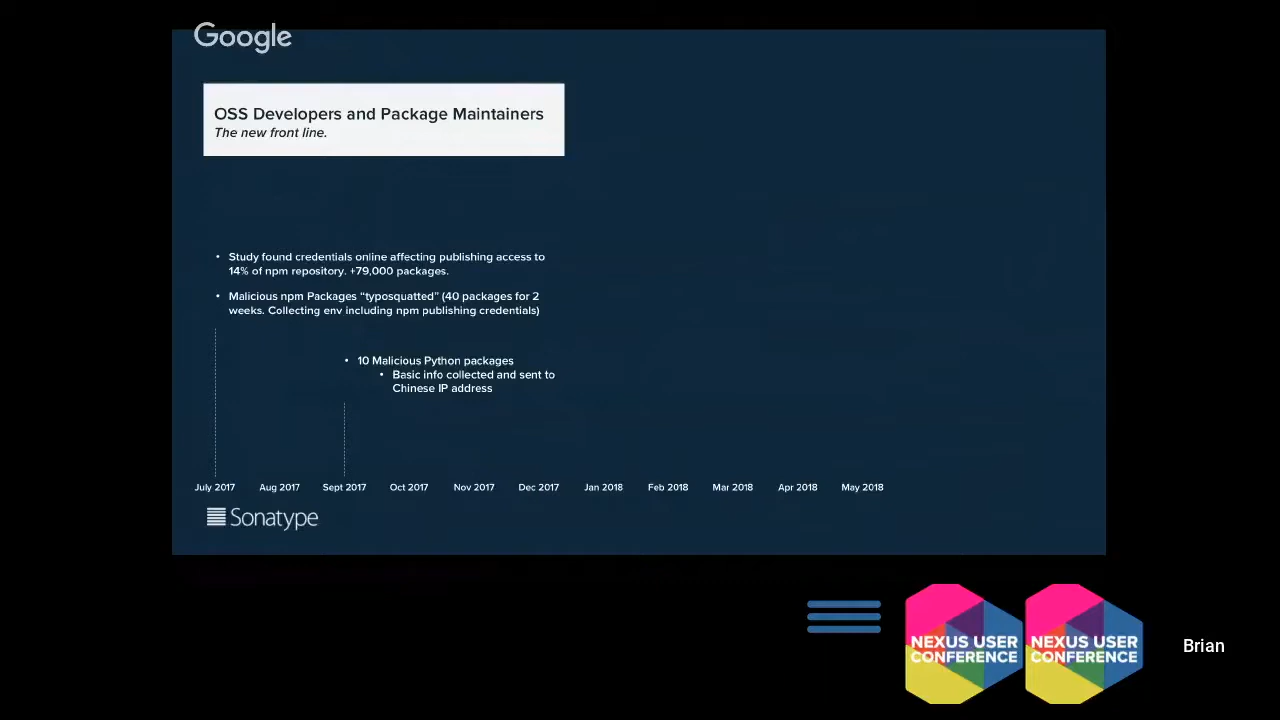 Google
OSS Developers and Package Maintainers
The new front line.
• Study found credentials online affecting publishing access to
14% of npm repository. +79,000 packages.
• Malicious npm Packages “typosquatted” (40 packages for 2
weeks. Collecting env including npm publishing credentials)
• 10 Malicious Python packages
• Basic info collected and sent to
Chinese IP address
July 2017 Aug 2017 Sept 2017 Oct 2017 Nov 2017 Dec 2017 Jan 2018 Feb 2018 Mar 2018 Apr 2018 May 2018
Sonatype
NEXUS USER
CONFERENCE
NEXUS USER
CONFERENCE
Brian